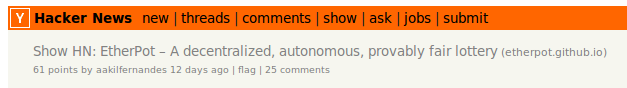 Y Hacker News new | threads | comments | show | ask | jobs | submit
Show HN: EtherPot – A decentralized, autonomous, provably fair lottery (etherpot.github.io)
61 points by aakilfernandes 12 days ago | flag | 25 comments